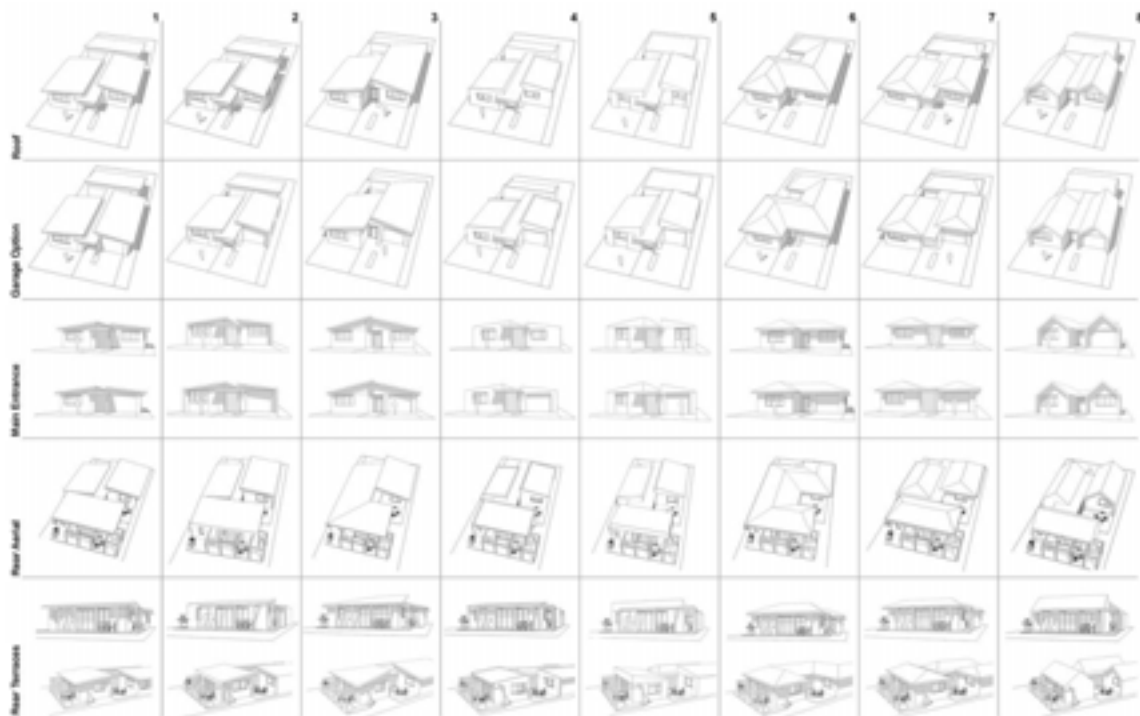 1 2 3 4 5 6 7 8
Roof
Garage Option
Main Entrance
Rear Aerial
Rear Terraces